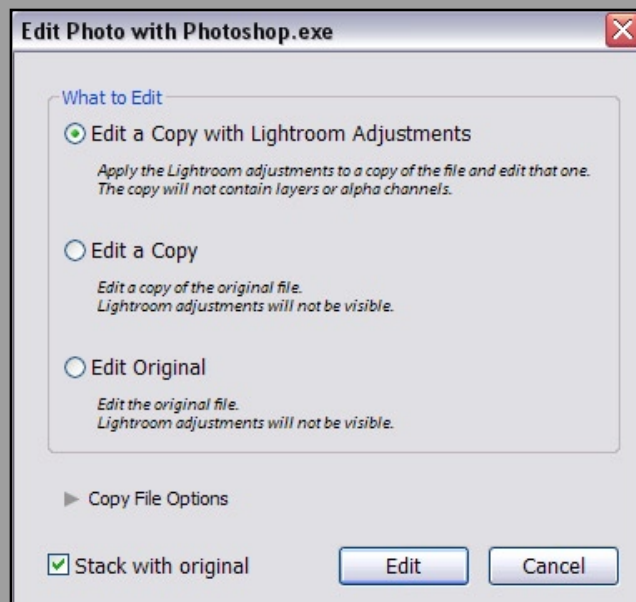 Edit Photo with Photoshop.exe
What to Edit
Edit a Copy with Lightroom Adjustments
Apply the Lightroom adjustments to a copy of the file and edit that one.
The copy will not contain layers or alpha channels.
Edit a Copy
Edit a copy of the original file.
Lightroom adjustments will not be visible.
Edit Original
Edit the original file.
Lightroom adjustments will not be visible.
Copy File Options
Stack with original
Edit
Cancel